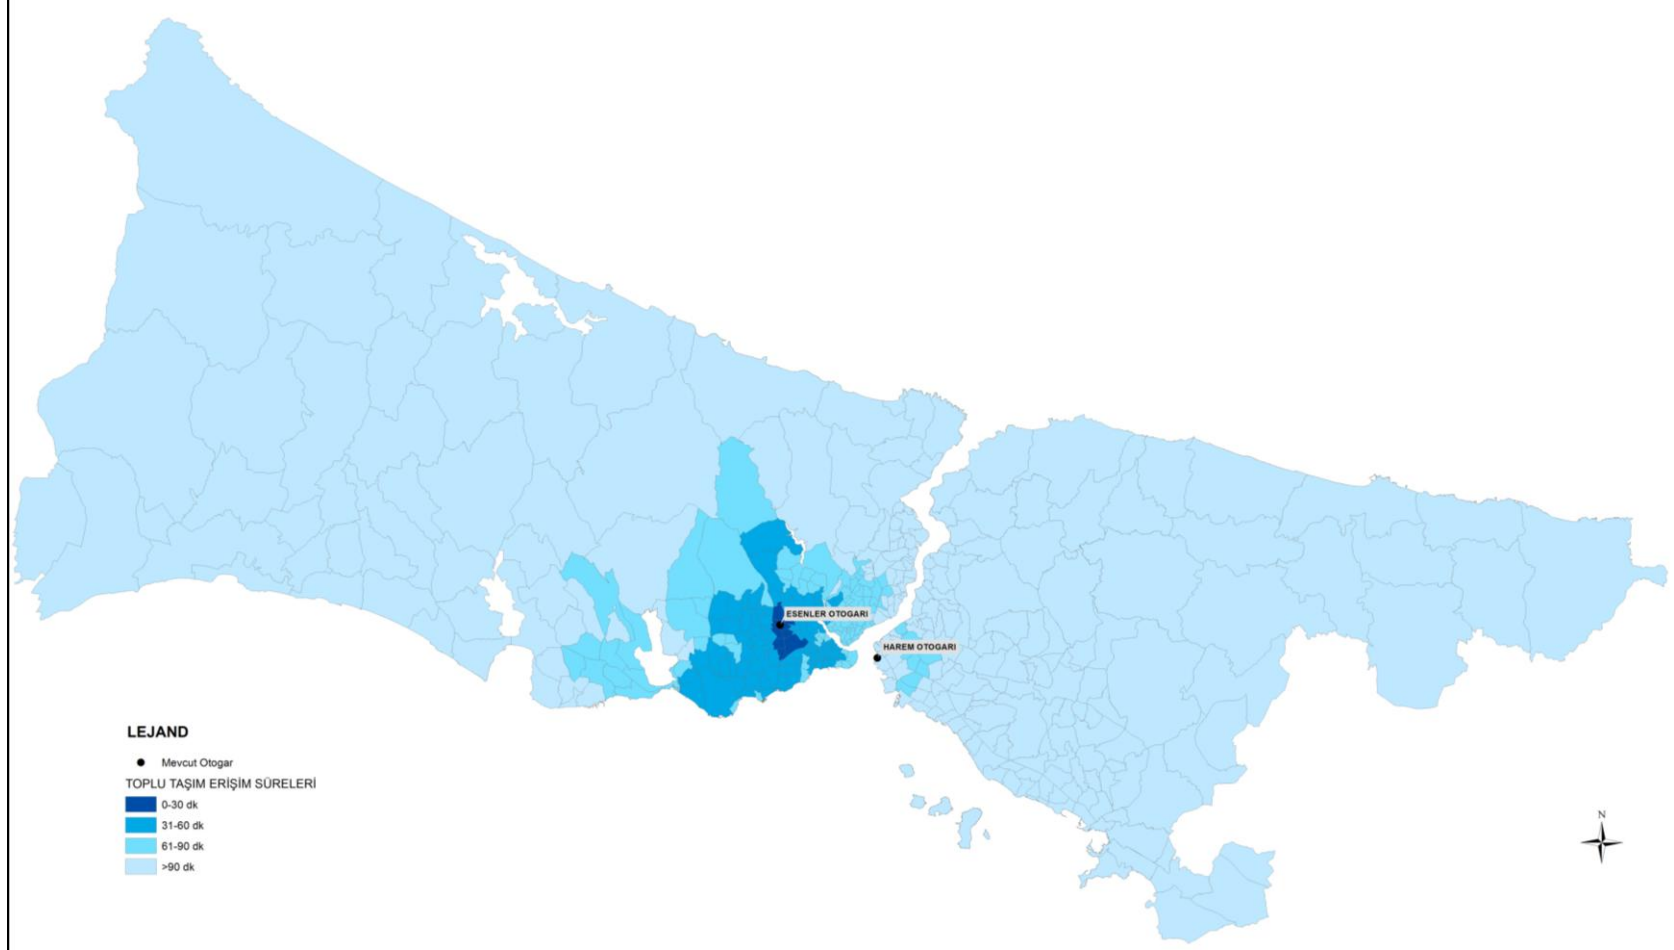 ESENLER OTOGARI
HAREM OTOGARI
LEJAND
Mevcut Otogar
TOPLU TAŞIM ERİŞİM SÜRELERİ
0-30 dk
31-60 dk
61-90 dk
>90 dk
N